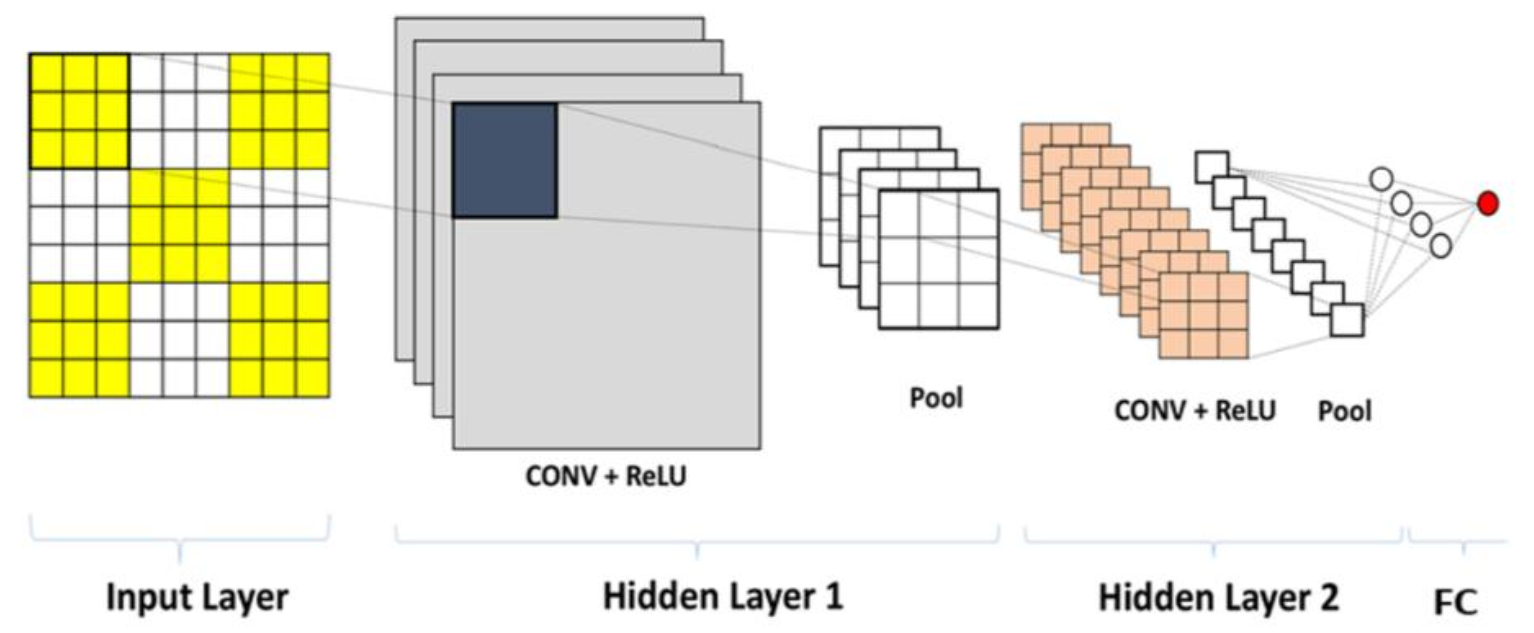 Pool
CONV + ReLU Pool
CONV + ReLU
Input Layer
Hidden Layer 1
Hidden Layer 2
FC